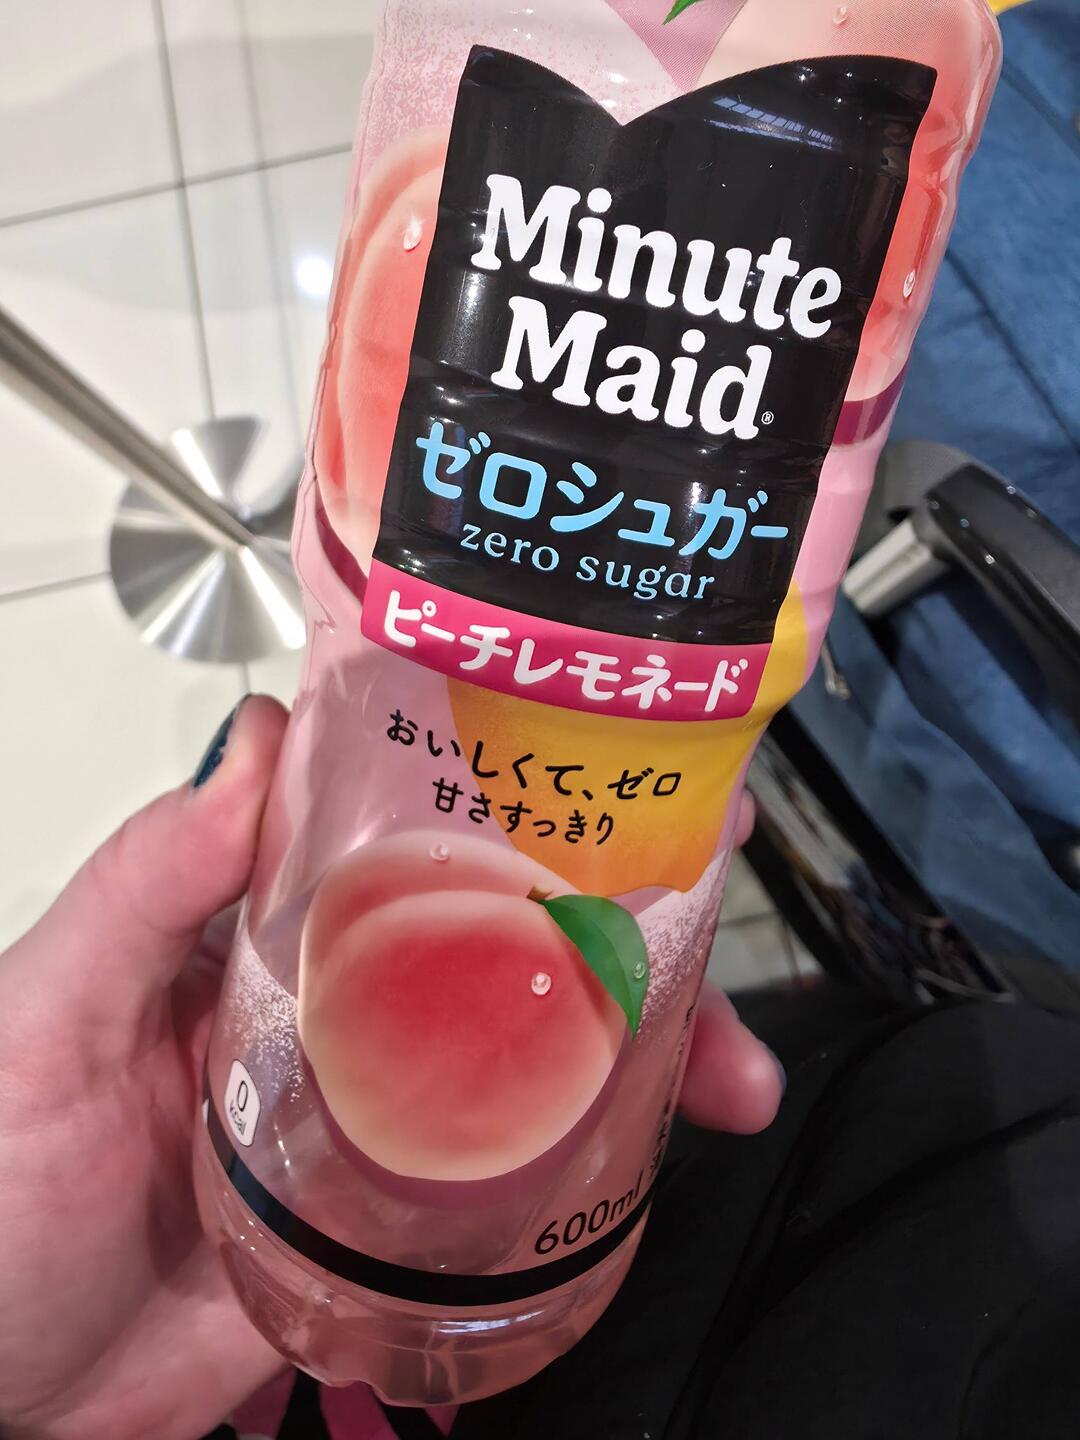 Minute
Maid®
ゼロシュガー
zero sugar
ピーチレモネード
おいしくて、ゼロ
甘さすっきり
0
kcal
600ml